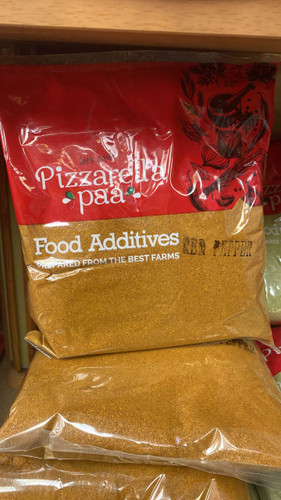 Pizzarella
paa
Food Additives RED PEPPER
PREPARED FROM THE BEST FARMS